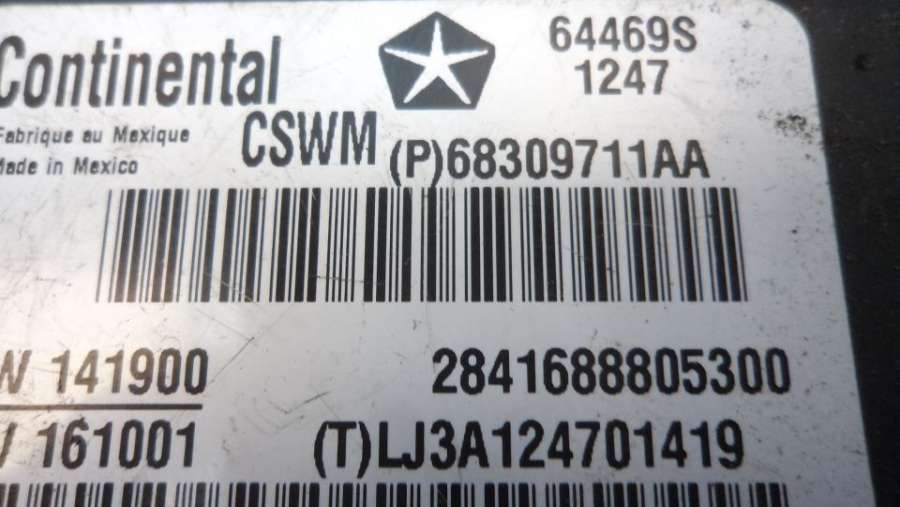 Continental
64469S
1247
Fabrique au Mexique
Made in Mexico
CSWM
(P)68309711AA
W 141900
2841688805300
161001
(T)LJ3A124701419